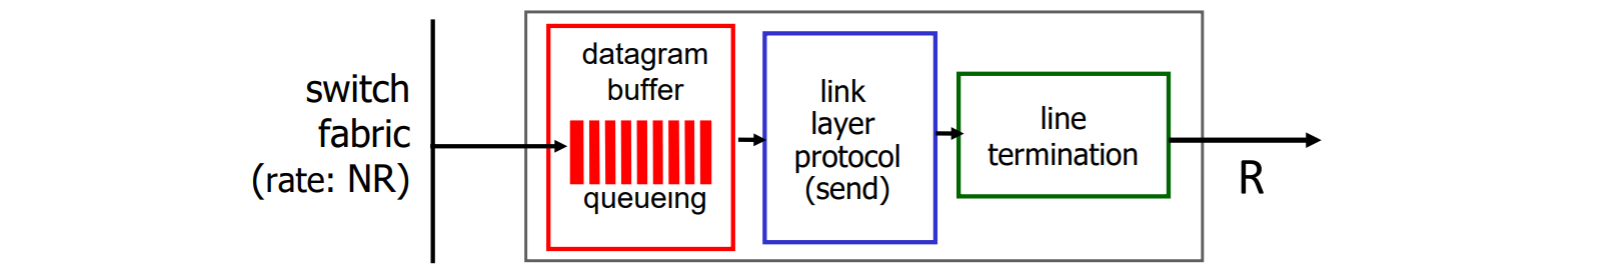 switch
fabric
(rate: NR)
datagram
buffer
queueing
link
layer
protocol
(send)
line
termination
R